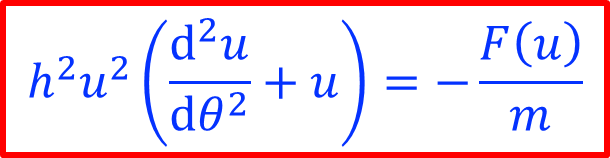 h²u²(d²u/dθ² + u) = −F(u)/m